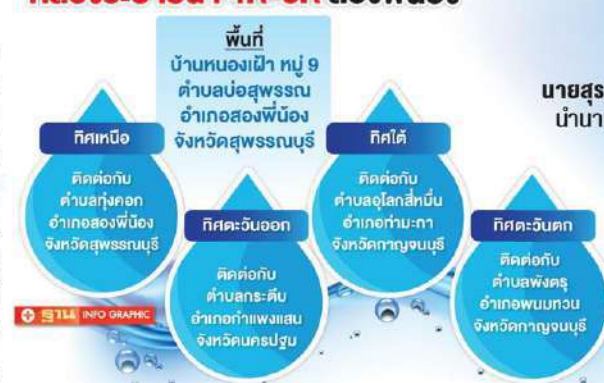 พื้นที่
บ้านหนองเฝ้า หมู่ 9
ตำบลบ่อสุพรรณ
อำเภอสองพี่น้อง
จังหวัดสุพรรณบุรี
นายสุร
นำนา
ทิศเหนือ
ติดต่อกับ
ตำบลทุ่งคอก
อำเภอสองพี่น้อง
จังหวัดสุพรรณบุรี
ทิศตะวันออก
ติดต่อกับ
ตำบลกระตีบ
อำเภอกำแพงแสน
จังหวัดนครปฐม
ทิศใต้
ติดต่อกับ
ตำบลอุโลกสี่หมื่น
อำเภอท่ามะกา
จังหวัดกาญจนบุรี
ทิศตะวันตก
ติดต่อกับ
ตำบลพังตรุ
อำเภอพนมทวน
จังหวัดกาญจนบุรี
ฐาน INFO GRAPHIC